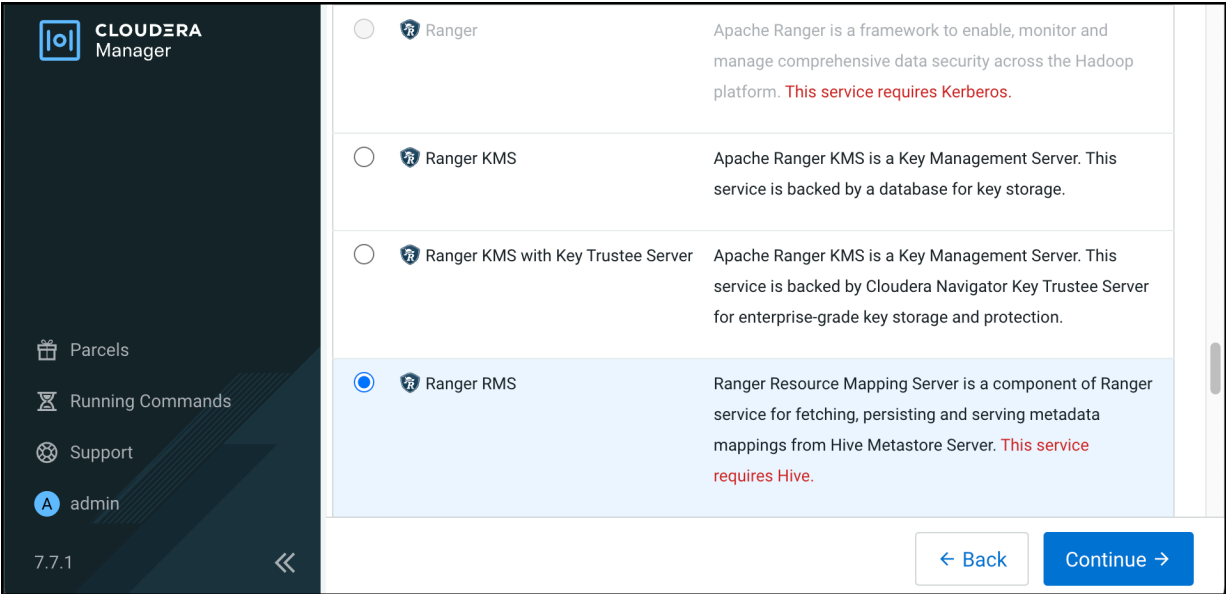 CLOUDERA
Manager
Parcels
Running Commands
Support
A admin
7.7.1
Ranger
Apache Ranger is a framework to enable, monitor and
manage comprehensive data security across the Hadoop
platform. This service requires Kerberos.
Ranger KMS
Apache Ranger KMS is a Key Management Server. This
service is backed by a database for key storage.
Ranger KMS with Key Trustee Server
Apache Ranger KMS is a Key Management Server. This
service is backed by Cloudera Navigator Key Trustee Server
for enterprise-grade key storage and protection.
Ranger RMS
Ranger Resource Mapping Server is a component of Ranger
service for fetching, persisting and serving metadata
mappings from Hive Metastore Server. This service
requires Hive.
← Back
Continue →